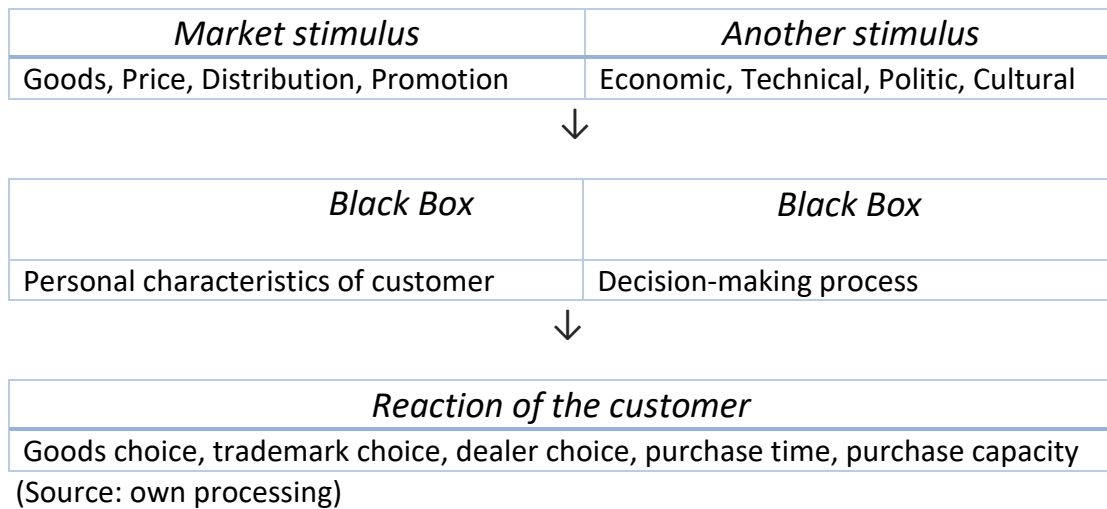 Market stimulus Another stimulus
Goods, Price, Distribution, Promotion Economic, Technical, Politic, Cultural
↓
Black Box Black Box
Personal characteristics of customer Decision-making process
↓
Reaction of the customer
Goods choice, trademark choice, dealer choice, purchase time, purchase capacity
(Source: own processing)